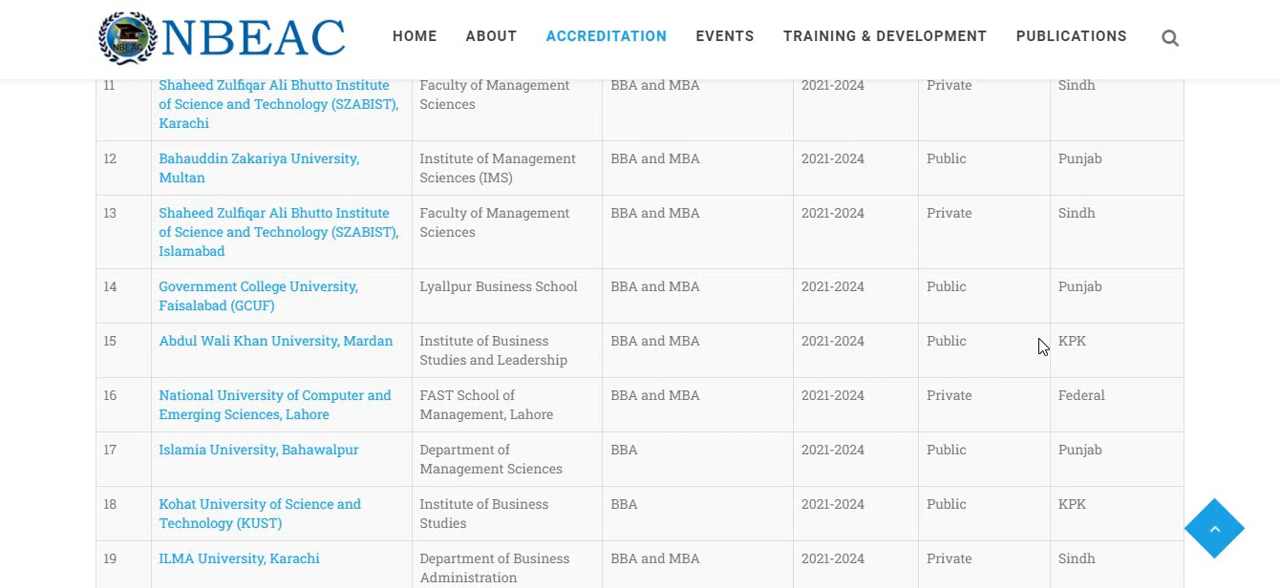 NBEAC
HOME ABOUT ACCREDITATION EVENTS TRAINING & DEVELOPMENT PUBLICATIONS
11 Shaheed Zulfiqar Ali Bhutto Institute Faculty of Management BBA and MBA 2021-2024 Private Sindh
of Science and Technology (SZABIST), Sciences
Karachi
12 Bahauddin Zakariya University, Institute of Management BBA and MBA 2021-2024 Public Punjab
Multan Sciences (IMS)
13 Shaheed Zulfiqar Ali Bhutto Institute Faculty of Management BBA and MBA 2021-2024 Private Sindh
of Science and Technology (SZABIST), Sciences
Islamabad
14 Government College University, Lyallpur Business School BBA and MBA 2021-2024 Public Punjab
Faisalabad (GCUF)
15 Abdul Wali Khan University, Mardan Institute of Business BBA and MBA 2021-2024 Public KPK
Studies and Leadership
16 National University of Computer and FAST School of BBA and MBA 2021-2024 Private Federal
Emerging Sciences, Lahore Management, Lahore
17 Islamia University, Bahawalpur Department of BBA 2021-2024 Public Punjab
Management Sciences
18 Kohat University of Science and Institute of Business BBA 2021-2024 Public KPK
Technology (KUST) Studies
19 ILMA University, Karachi Department of Business BBA and MBA 2021-2024 Private Sindh
Administration